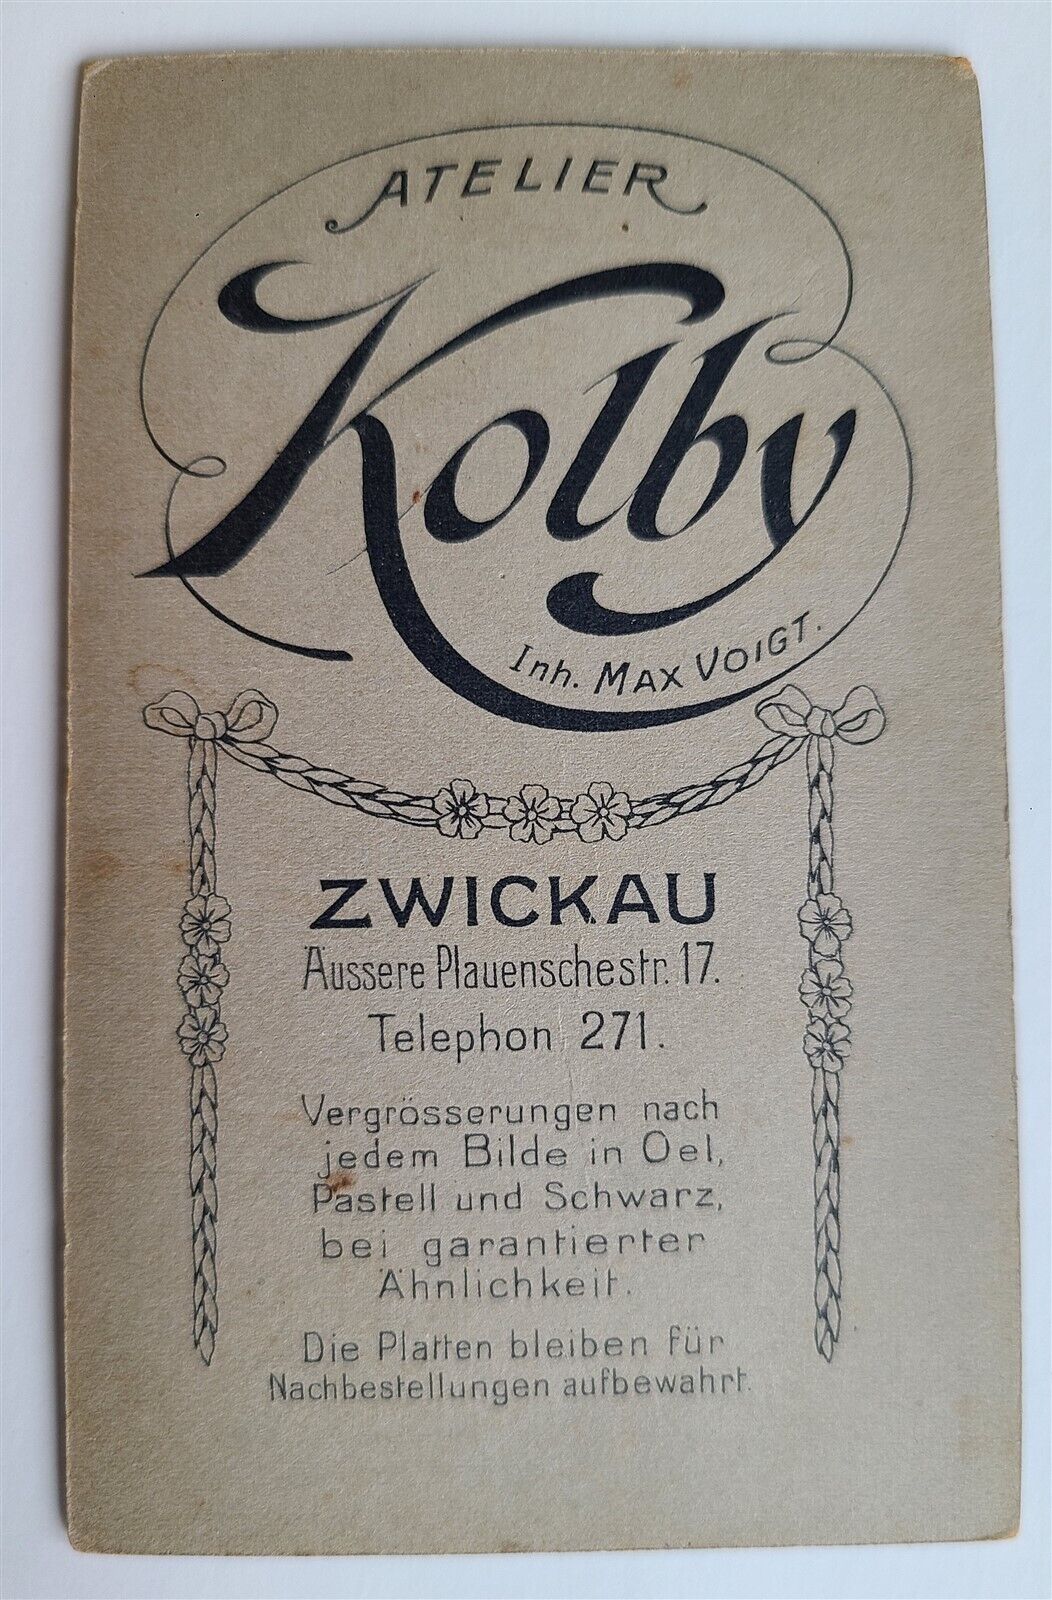 ATELIER
Kolby
Inh. MAX VOIGT.
ZWICKAU
Äussere Plauenschestr. 17.
Telephon 271.
Vergrösserungen nach
jedem Bilde in Oel,
Pastell und Schwarz,
bei garantierter
Ähnlichkeit.
Die Platten bleiben für
Nachbestellungen aufbewahrt.